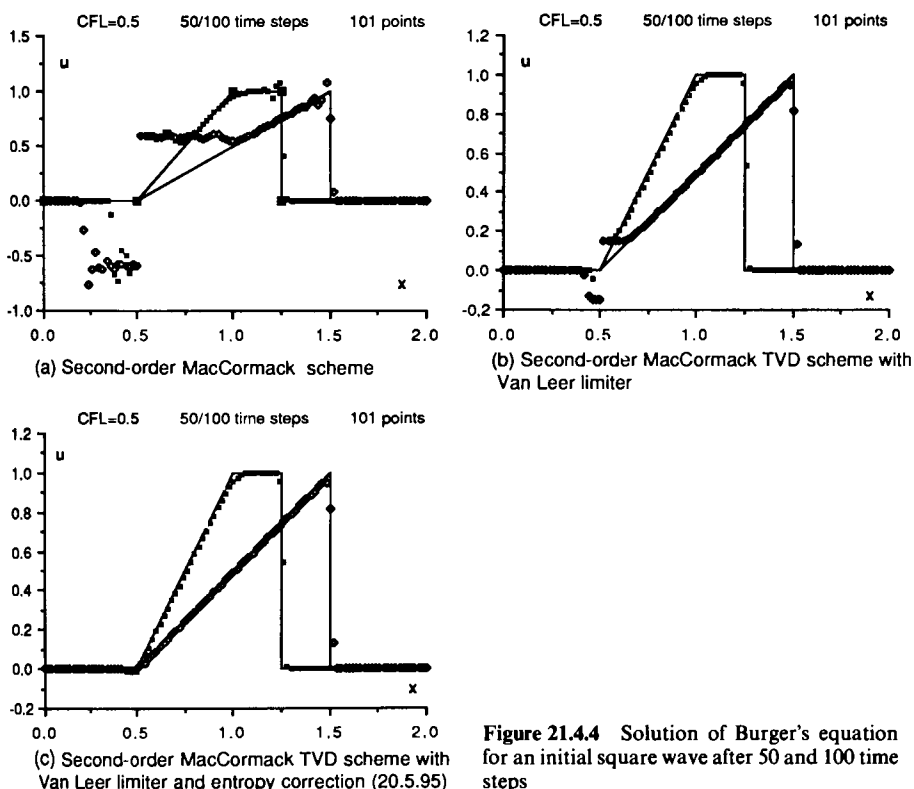 CFL=0.5 50/100 time steps 101 points
1.5
u
1.0
0.5
0.0
-0.5
x
-1.0
0.0 0.5 1.0 1.5 2.0
(a) Second-order MacCormack scheme
CFL=0.5 50/100 time steps 101 points
1.2
u
1.0
0.8
0.6
0.4
0.2
0.0
x
-0.2
0.0 0.5 1.0 1.5 2.0
(b) Second-order MacCormack TVD scheme with
Van Leer limiter
CFL=0.5 50/100 time steps 101 points
1.2
u
1.0
0.8
0.6
0.4
0.2
0.0
x
-0.2
0.0 0.5 1.0 1.5 2.0
(c) Second-order MacCormack TVD scheme with
Van Leer limiter and entropy correction (20.5.95)
Figure 21.4.4 Solution of Burger's equation
for an initial square wave after 50 and 100 time
steps